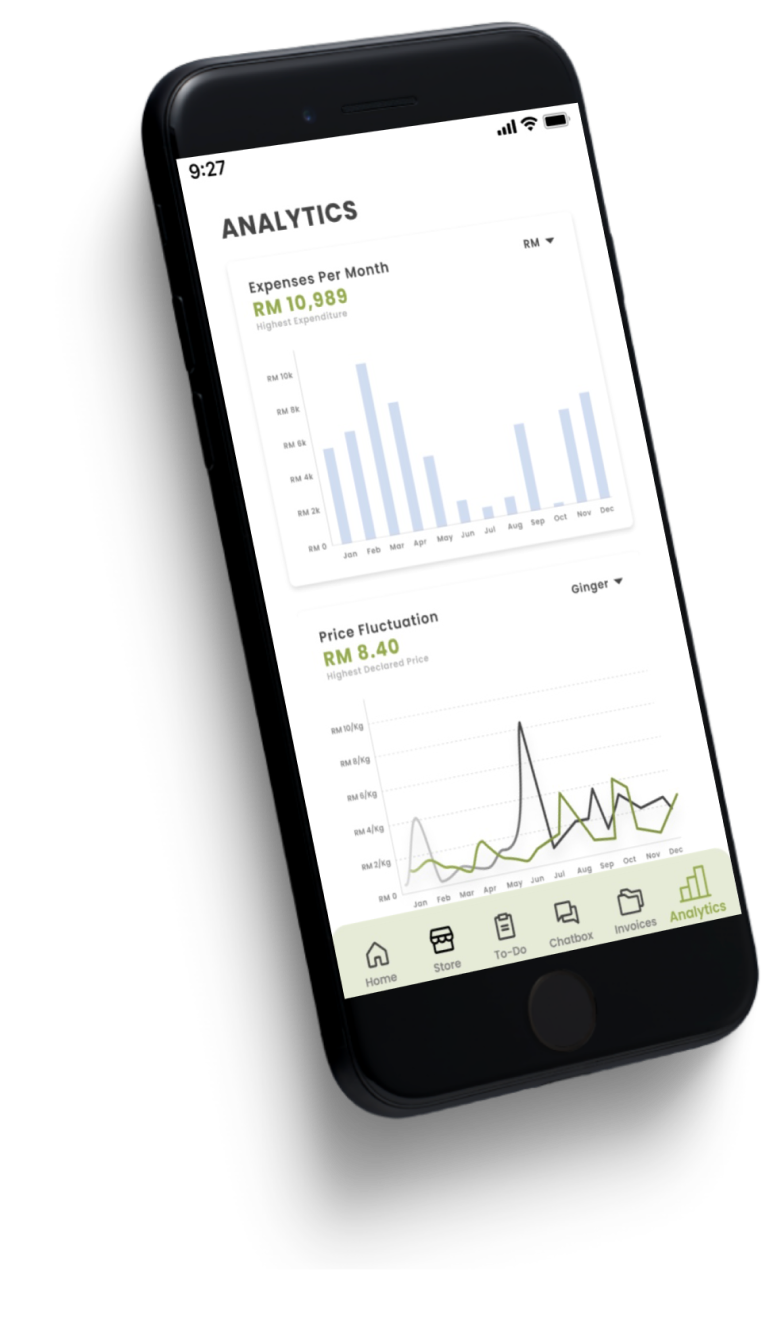 9:27
ANALYTICS
RM
Expenses Per Month
RM 10,989
Highest Expenditure
RM 10k
RM 8k
RM 6k
RM 4k
RM 2k
RM 0
Jan Feb Mar Apr May Jun Jul Aug Sep Oct Nov Dec
Ginger
Price Fluctuation
RM 8.40
Highest Declared Price
RM 10/Kg
RM 8/Kg
RM 6/Kg
RM 4/Kg
RM 2/Kg
RM 0
Jan Feb Mar Apr May Jun Jul Aug Sep Oct Nov Dec
Home Store To-Do Chatbox Invoices Analytics